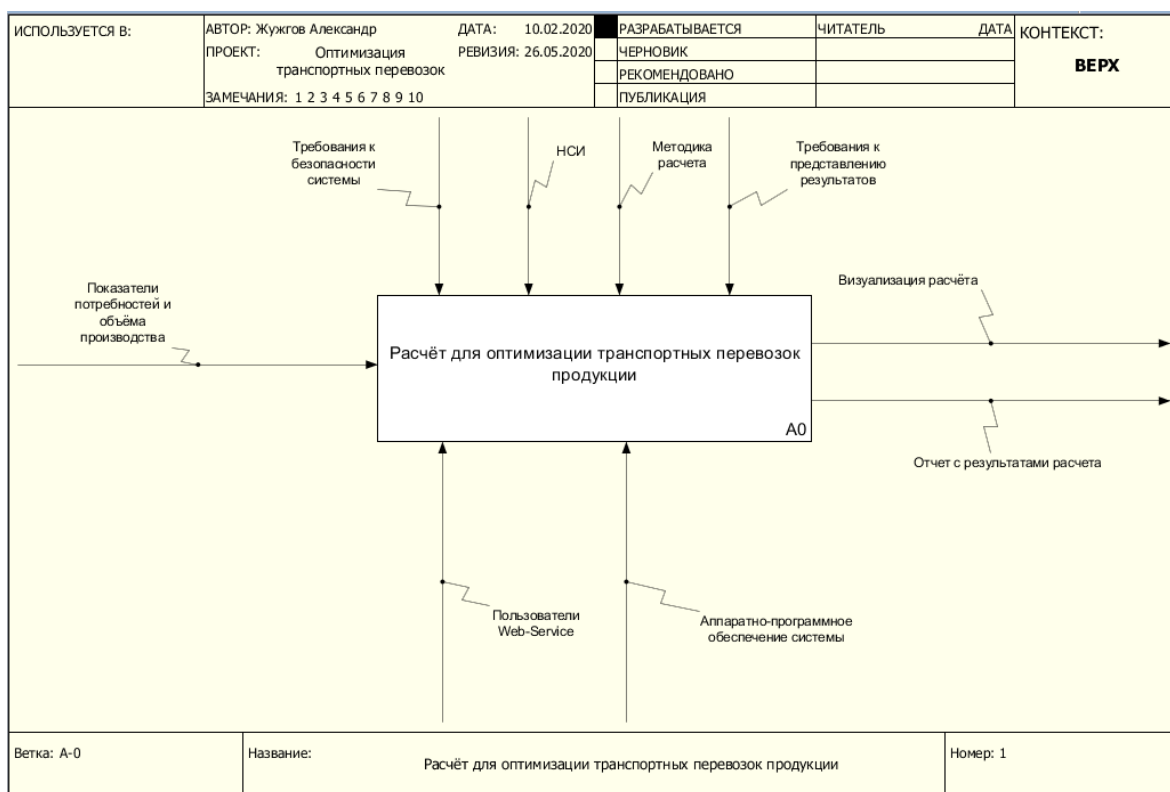 ИСПОЛЬЗУЕТСЯ В:
АВТОР: Жужгов Александр
ДАТА: 10.02.2020
ПРОЕКТ: Оптимизация
транспортных перевозок
РЕВИЗИЯ: 26.05.2020
ЗАМЕЧАНИЯ: 1 2 3 4 5 6 7 8 9 10
РАЗРАБАТЫВАЕТСЯ
ЧЕРНОВИК
РЕКОМЕНДОВАНО
ПУБЛИКАЦИЯ
ЧИТАТЕЛЬ
ДАТА
КОНТЕКСТ:
ВЕРХ
Требования к
безопасности
системы
НСИ
Методика
расчета
Требования к
представлению
результатов
Показатели
потребностей и
объёма
производства
Визуализация расчёта
Расчёт для оптимизации транспортных перевозок
продукции
A0
Отчет с результатами расчета
Пользователи
Web-Service
Аппаратно-программное
обеспечение системы
Ветка: A-0
Название:
Расчёт для оптимизации транспортных перевозок продукции
Номер: 1